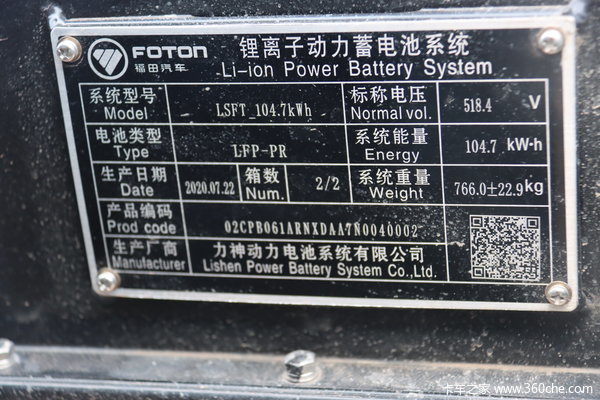 FOTON 锂离子动力蓄电池系统
福田汽车 Li-ion Power Battery System
系统型号 LSFT_104.7kWh 标称电压 518.4 V
Model Normal vol.
电池类型 LFP-PR 系统能量 104.7 kW·h
Type Energy
生产日期 2020.07.22 箱数 2/2 系统重量 766.0±22.9kg
Date Num. Weight
产品编码 02CPB061ARNXDAA7N0040002
Prod code
生产厂商 力神动力电池系统有限公司
Manufacturer Lishen Power Battery System Co.,Ltd.
卡车之家 www.360che.com